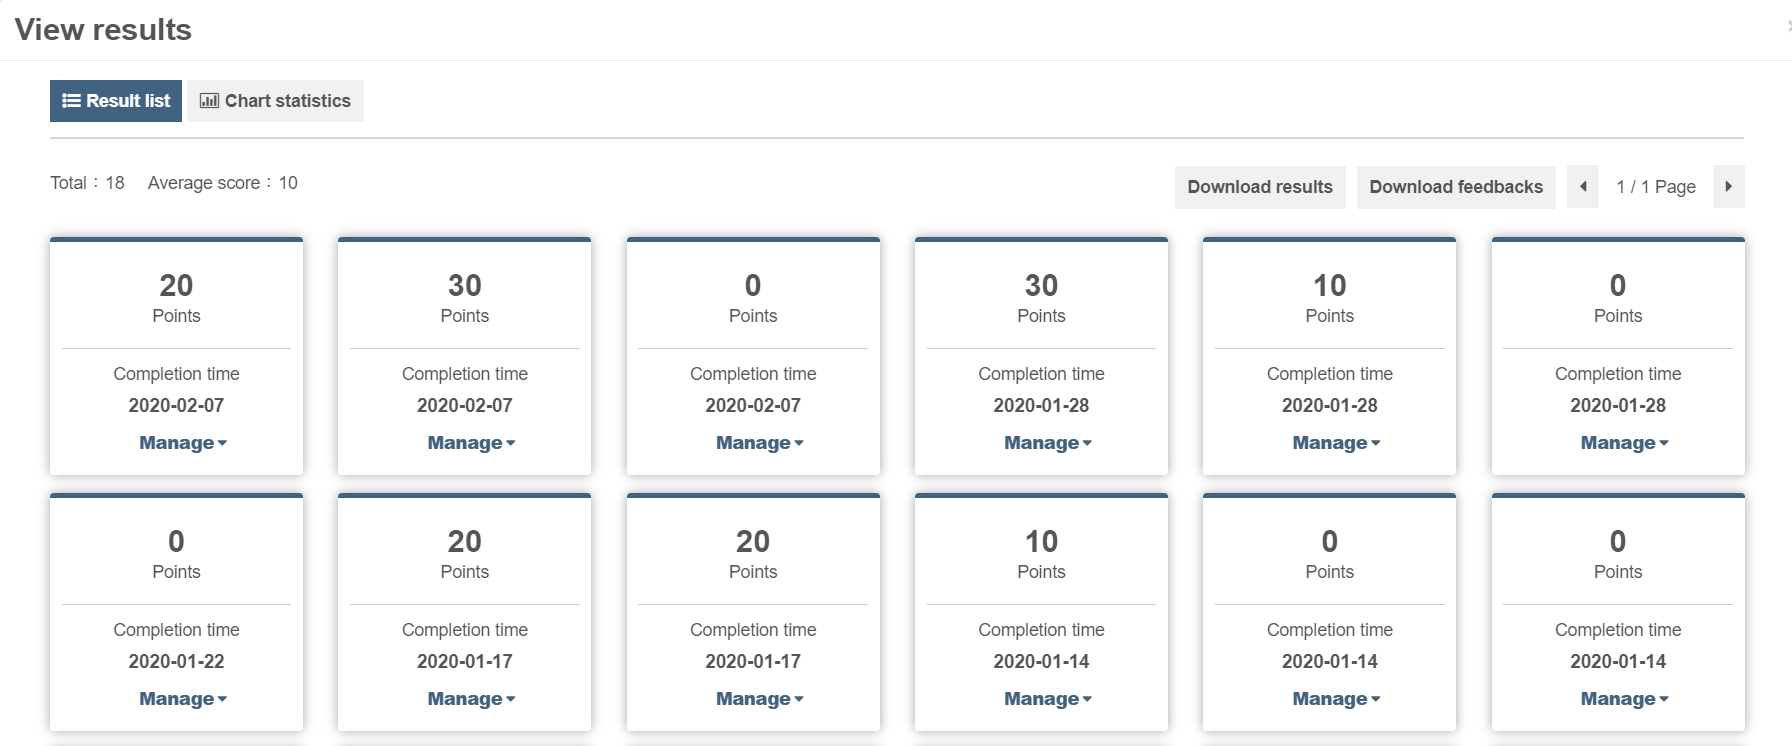 View results
Result list Chart statistics
Total：18 Average score：10 Download results Download feedbacks 1 / 1 Page
20 30 0 30 10 0
Points Points Points Points Points Points
Completion time Completion time Completion time Completion time Completion time Completion time
2020-02-07 2020-02-07 2020-02-07 2020-01-28 2020-01-28 2020-01-28
Manage Manage Manage Manage Manage Manage
0 20 20 10 0 0
Points Points Points Points Points Points
Completion time Completion time Completion time Completion time Completion time Completion time
2020-01-22 2020-01-17 2020-01-17 2020-01-14 2020-01-14 2020-01-14
Manage Manage Manage Manage Manage Manage